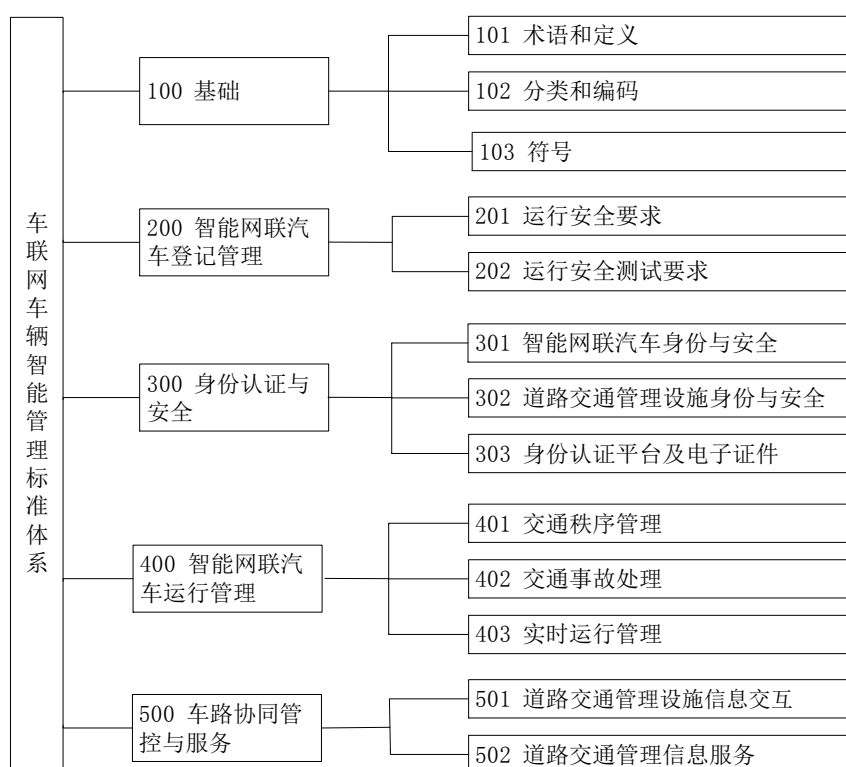 车联网车辆智能管理标准体系
100 基础
101 术语和定义
102 分类和编码
103 符号
200 智能网联汽
车登记管理
201 运行安全要求
202 运行安全测试要求
300 身份认证与
安全
301 智能网联汽车身份与安全
302 道路交通管理设施身份与安全
303 身份认证平台及电子证件
400 智能网联汽
车运行管理
401 交通秩序管理
402 交通事故处理
403 实时运行管理
500 车路协同管
控与服务
501 道路交通管理设施信息交互
502 道路交通管理信息服务